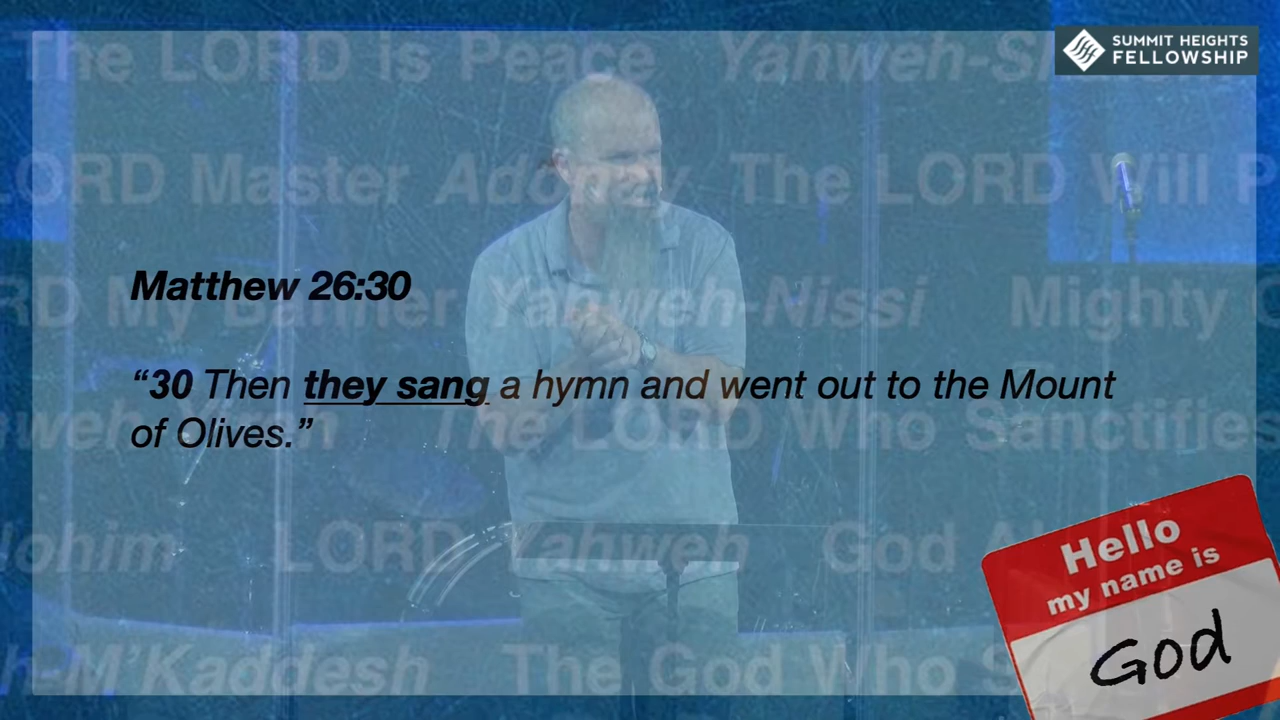 The LORD is Peace Yahweh-
SUMMIT HEIGHTS
FELLOWSHIP
LORD Master Adonay The LORD Will P
Matthew 26:30
RD My Banner Yahweh-Nissi Mighty
“30 Then they sang a hymn and went out to the Mount
of Olives.”
The LORD Who Sanctifies
lohim LORD Yahweh God
Hello
my name is
God
h-M’Kaddesh The God Who